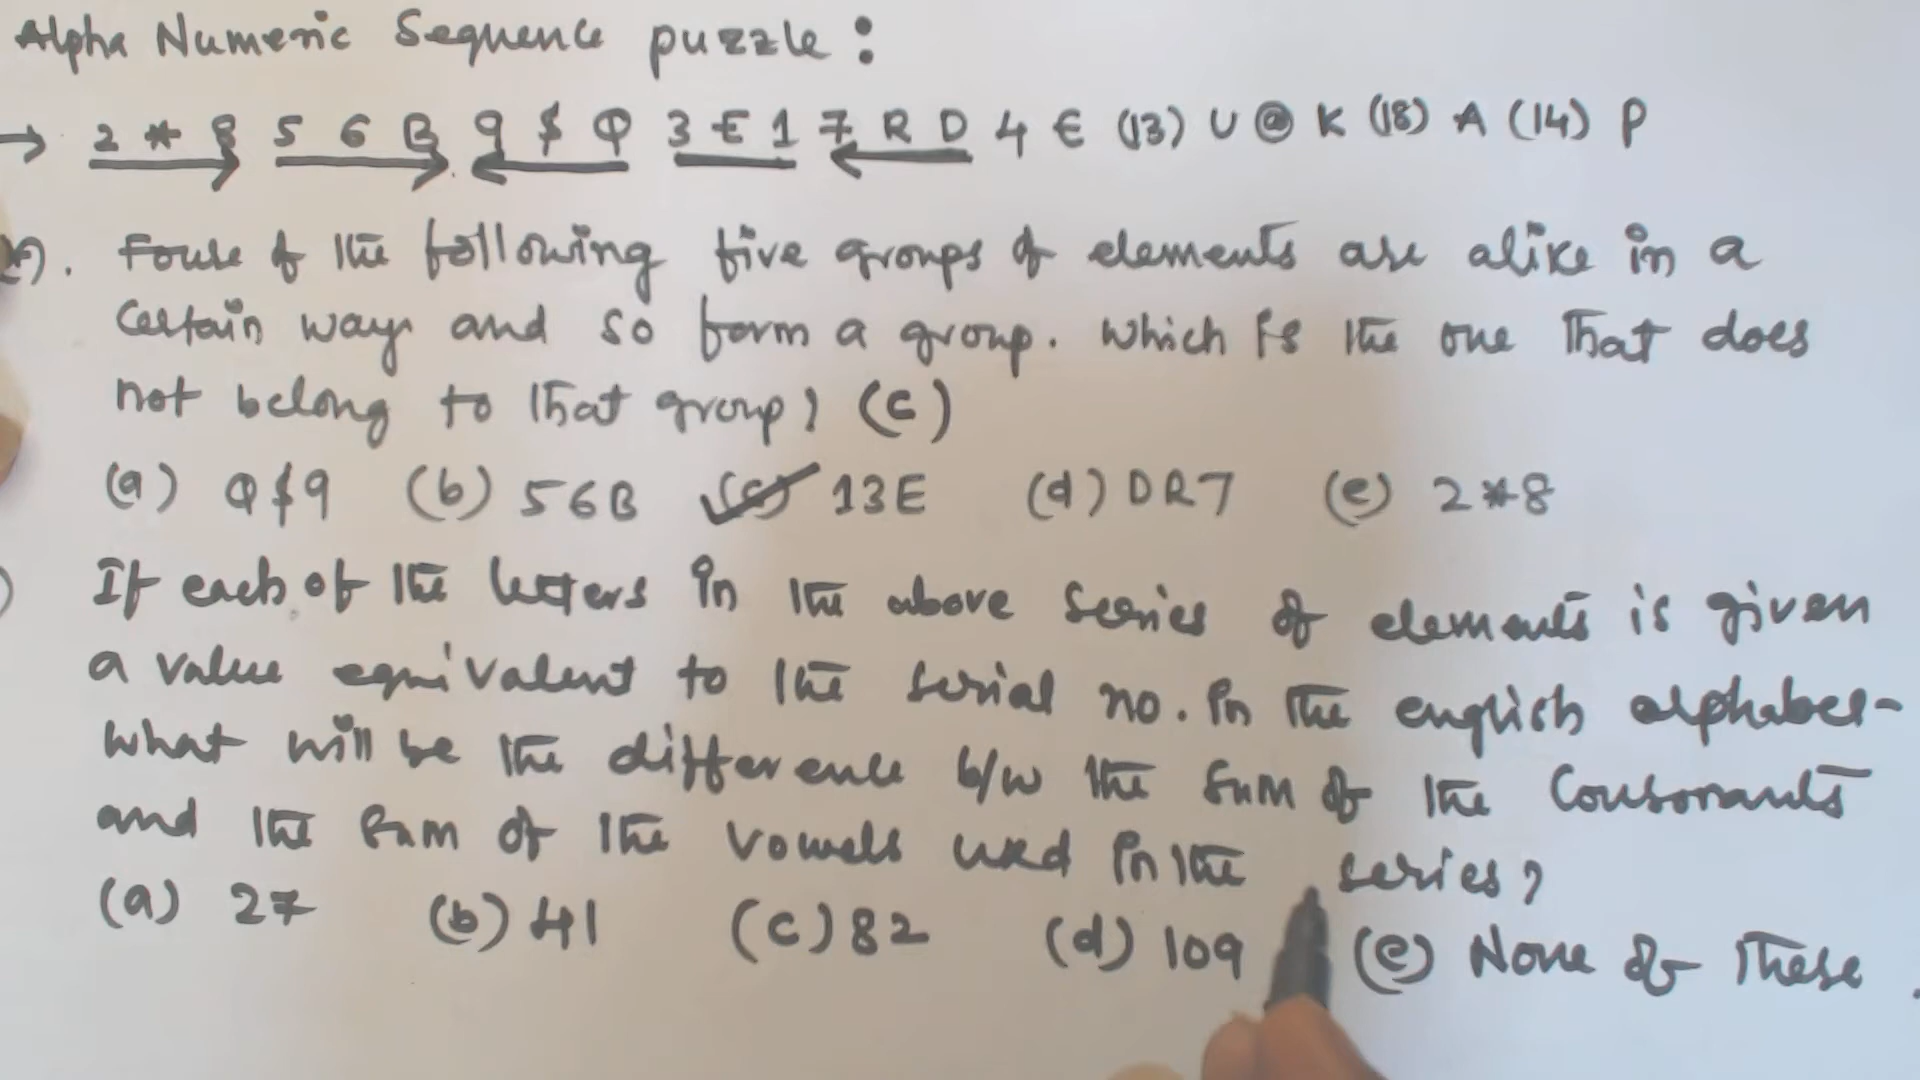 Alpha Numeric Sequence puzzle :
→ 2 * 8 5 6 B 9 $ Q 3 E 1 7 R D 4 € (13) U @ K (18) A (14) P
Foure of the following five groups of elements are alike in a
certain way and so form a group. which is the one that does
not belong to that group? (c)
(a) Q$9 (b) 56B (c) 13E (d) DR7 (e) 2*8
If each of the letters in the above series of elements is given
a value equivalent to the serial no. in the english alphabet-
what will be the difference b/w the sum of the consonants
and the sum of the vowels used in the series?
(a) 27 (b) 41 (c) 82 (d) 109 (e) None of these.